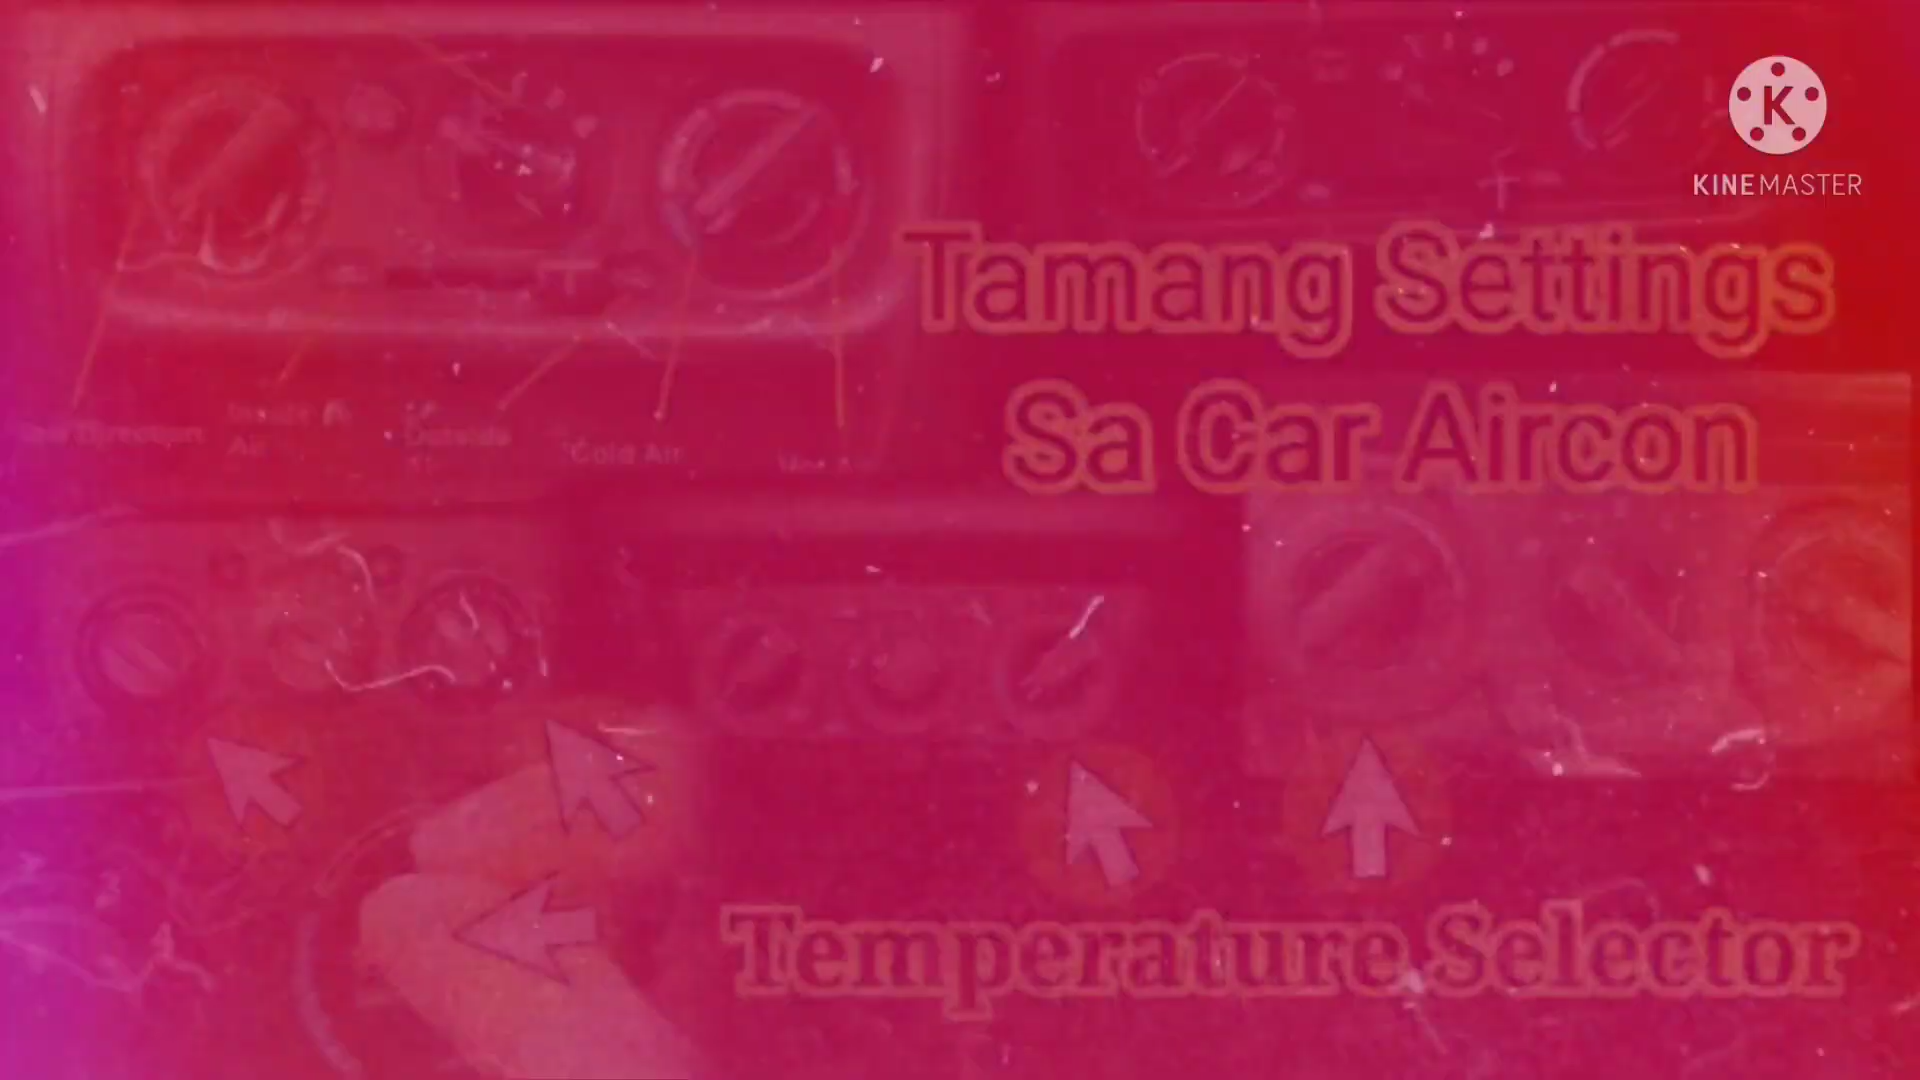 KINEMASTER
Tamang Settings
Sa Car Aircon
Cold Air
Temperature Selector